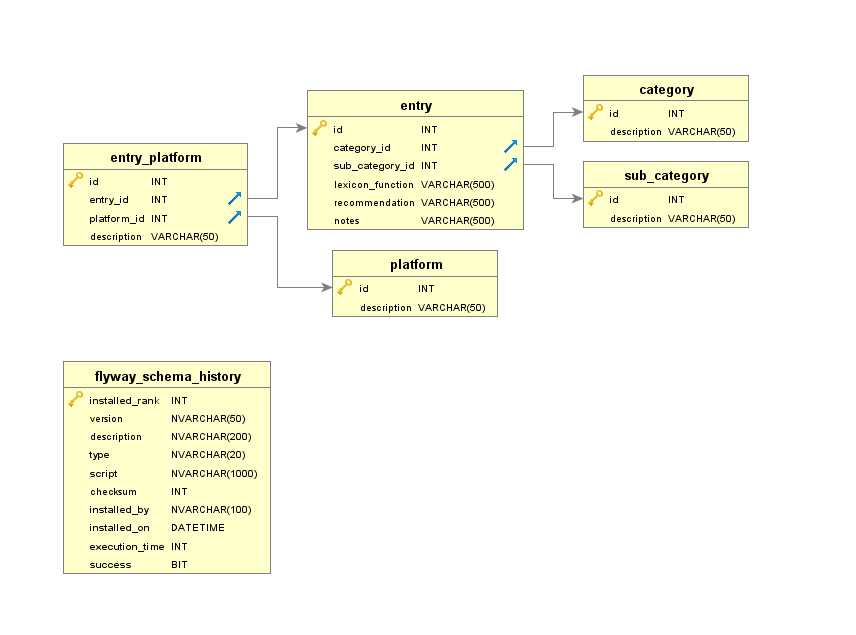 category
id INT
description VARCHAR(50)
entry
id INT
category_id INT
sub_category_id INT
lexicon_function VARCHAR(500)
recommendation VARCHAR(500)
notes VARCHAR(500)
entry_platform
id INT
entry_id INT
platform_id INT
description VARCHAR(50)
sub_category
id INT
description VARCHAR(50)
platform
id INT
description VARCHAR(50)
flyway_schema_history
installed_rank INT
version NVARCHAR(50)
description NVARCHAR(200)
type NVARCHAR(20)
script NVARCHAR(1000)
checksum INT
installed_by NVARCHAR(100)
installed_on DATETIME
execution_time INT
success BIT